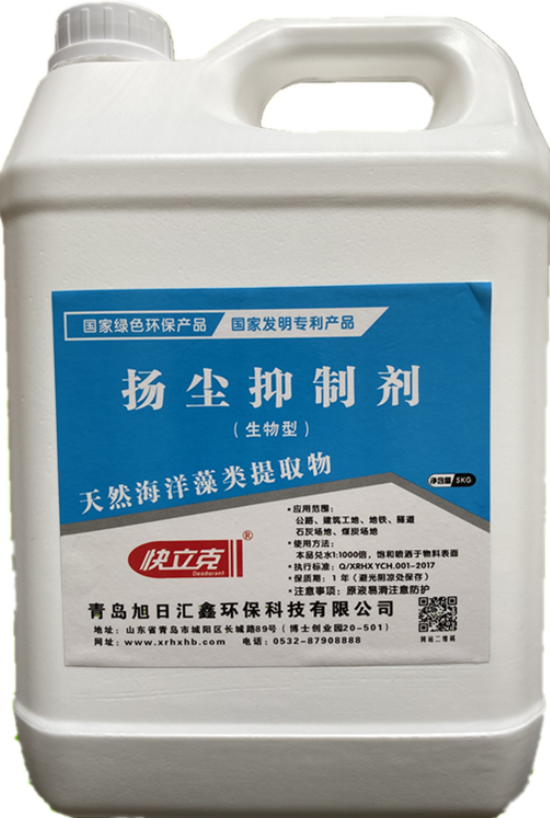 国家绿色环保产品 国家发明专利产品
扬尘抑制剂
(生物型)
天然海洋藻类提取物
净含量 5KG
快立克®
Deodorant
·应用范围:
公路、建筑工地、地铁、隧道
石灰场地、煤炭场地
·使用方法:
本品兑水1:1000倍,饱和喷洒于物料表面
·执行标准:Q/XRHX YCH.001-2017
·保质期:1年(避光阴凉处保存)
·注意事项:原液易滑注意防护
青岛旭日汇鑫环保科技有限公司
地址:山东省青岛市城阳区长城路89号(博士创业园20-501)
网址:www.xrhxhb.com 电话:0532-87908888
网站二维码